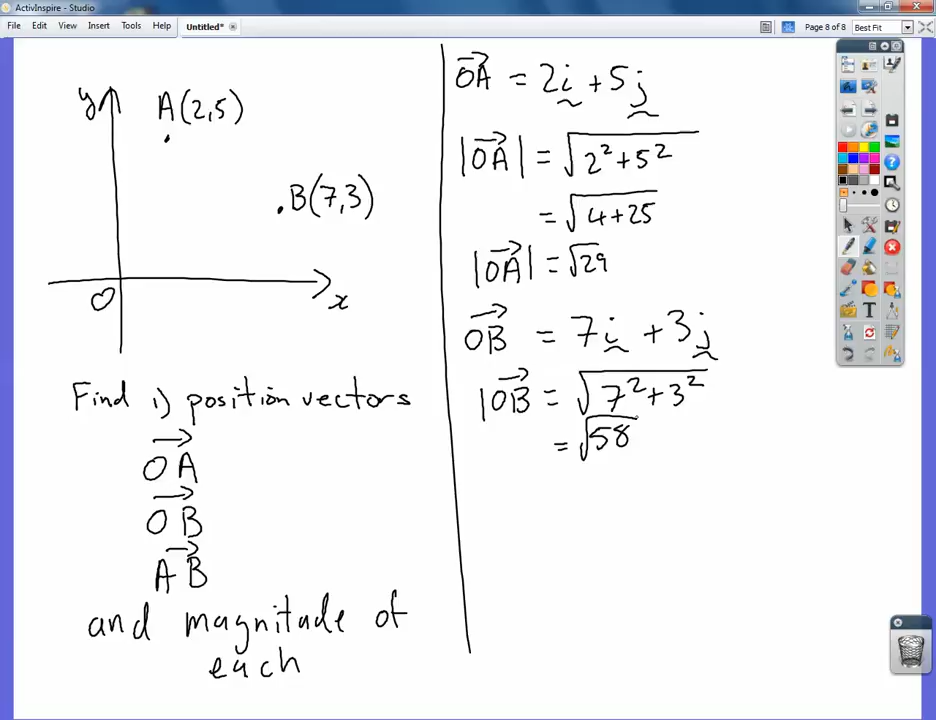 ActivInspire - Studio
File Edit View Insert Tools Help Untitled* Page 8 of 8 Best Fit
y
A(2,5)
B(7,3)
O
x
Find i) position vectors
OA
OB
AB
and magnitude of
each
OA = 2i + 5j
|OA| = √2² + 5²
= √4+25
|OA| = √29
OB = 7i + 3j
|OB = √7² + 3²
= √58
T